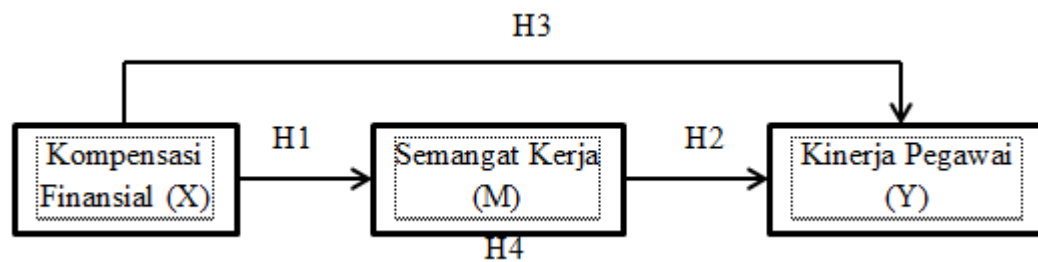 H3
H1
H2
Kompensasi
Finansial (X)
Semangat Kerja
(M)
Kinerja Pegawai
(Y)
H4